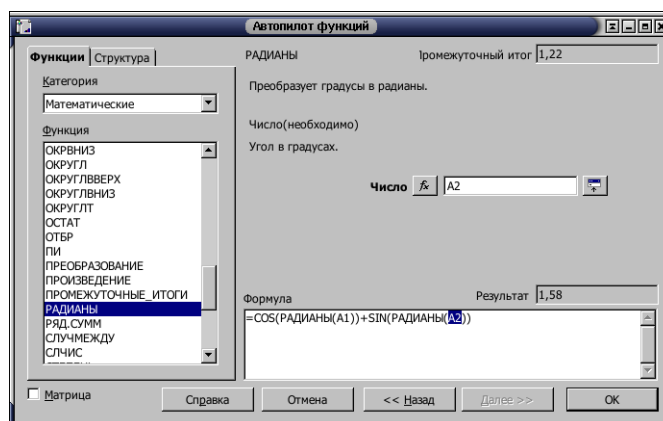 Автопилот функций
Функции
Структура
Категория
Математические
Функция
ОКРВНИЗ
ОКРУГЛ
ОКРУГЛВВЕРХ
ОКРУГЛВНИЗ
ОКРУГЛТ
ОСТАТ
ОТБР
ПИ
ПРЕОБРАЗОВАНИЕ
ПРОИЗВЕДЕНИЕ
ПРОМЕЖУТОЧНЫЕ_ИТОГИ
РАДИАНЫ
РЯД.СУММ
СЛУЧМЕЖДУ
СЛЧИС
РАДИАНЫ
Iромежуточный итог 1,22
Преобразует градусы в радианы.
Число(необходимо)
Угол в градусах.
Число fx A2
Формула
Результат 1,58
=COS(РАДИАНЫ(A1))+SIN(РАДИАНЫ(A2))
Матрица
Справка
Отмена
<< Назад
Далее >>
OK